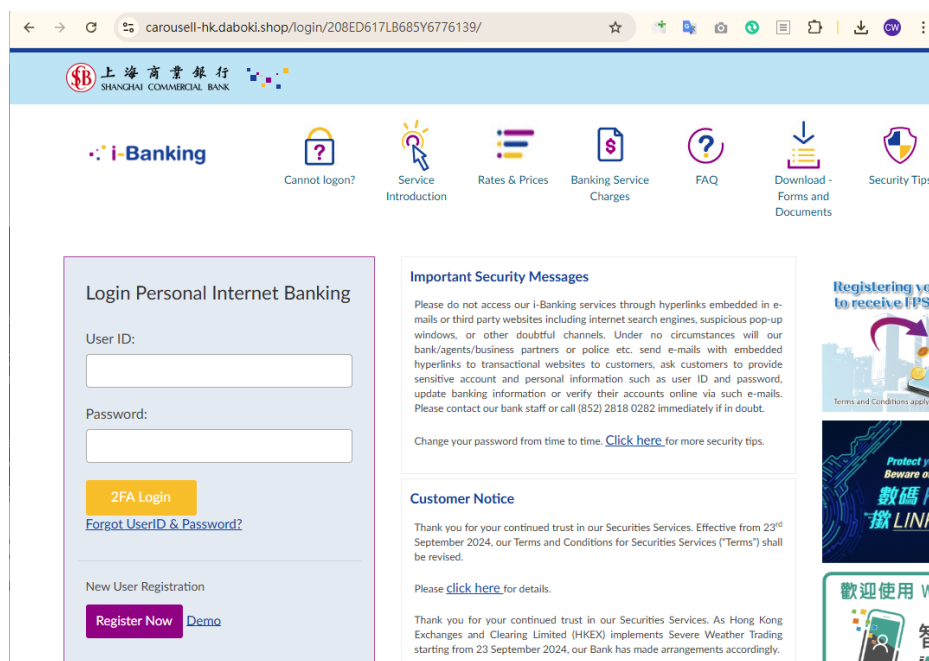 carousell-hk.daboki.shop/login/208ED617LB685Y6776139/
CW
上海商業銀行
SHANGHAI COMMERCIAL BANK
i-Banking
Cannot logon?
Service
Introduction
Rates & Prices
Banking Service
Charges
FAQ
Download -
Forms and
Documents
Security Tips
Login Personal Internet Banking
User ID:
Password:
2FA Login
Forgot UserID & Password?
New User Registration
Register Now Demo
Important Security Messages
Please do not access our i-Banking services through hyperlinks embedded in e-
mails or third party websites including internet search engines, suspicious pop-up
windows, or other doubtful channels. Under no circumstances will our
bank/agents/business partners or police etc. send e-mails with embedded
hyperlinks to transactional websites to customers, ask customers to provide
sensitive account and personal information such as user ID and password,
update banking information or verify their accounts online via such e-mails.
Please contact our bank staff or call (852) 2818 0282 immediately if in doubt.
Change your password from time to time. Click here for more security tips.
Customer Notice
Thank you for your continued trust in our Securities Services. Effective from 23rd
September 2024, our Terms and Conditions for Securities Services ("Terms") shall
be revised.
Please click here for details.
Thank you for your continued trust in our Securities Services. As Hong Kong
Exchanges and Clearing Limited (HKEX) implements Severe Weather Trading
starting from 23 September 2024, our Bank has made arrangements accordingly.
Registering yo
to receive FPS
Terms and Conditions apply
Protect y
Beware o
數碼
撳 LINK
歡迎使用 W
智